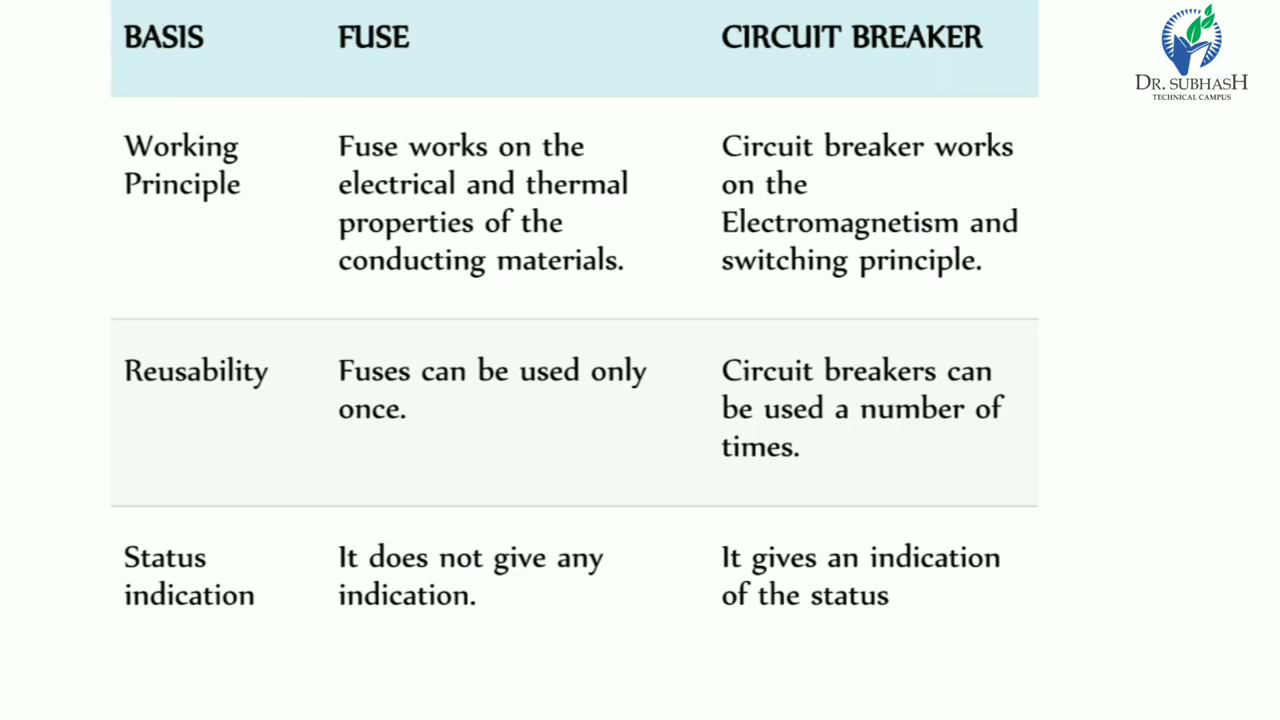 BASIS FUSE CIRCUIT BREAKER
DR. SUBHASH
TECHNICAL CAMPUS
Working Principle
Fuse works on the
electrical and thermal
properties of the
conducting materials.
Circuit breaker works
on the
Electromagnetism and
switching principle.
Reusability
Fuses can be used only
once.
Circuit breakers can
be used a number of
times.
Status
indication
It does not give any
indication.
It gives an indication
of the status